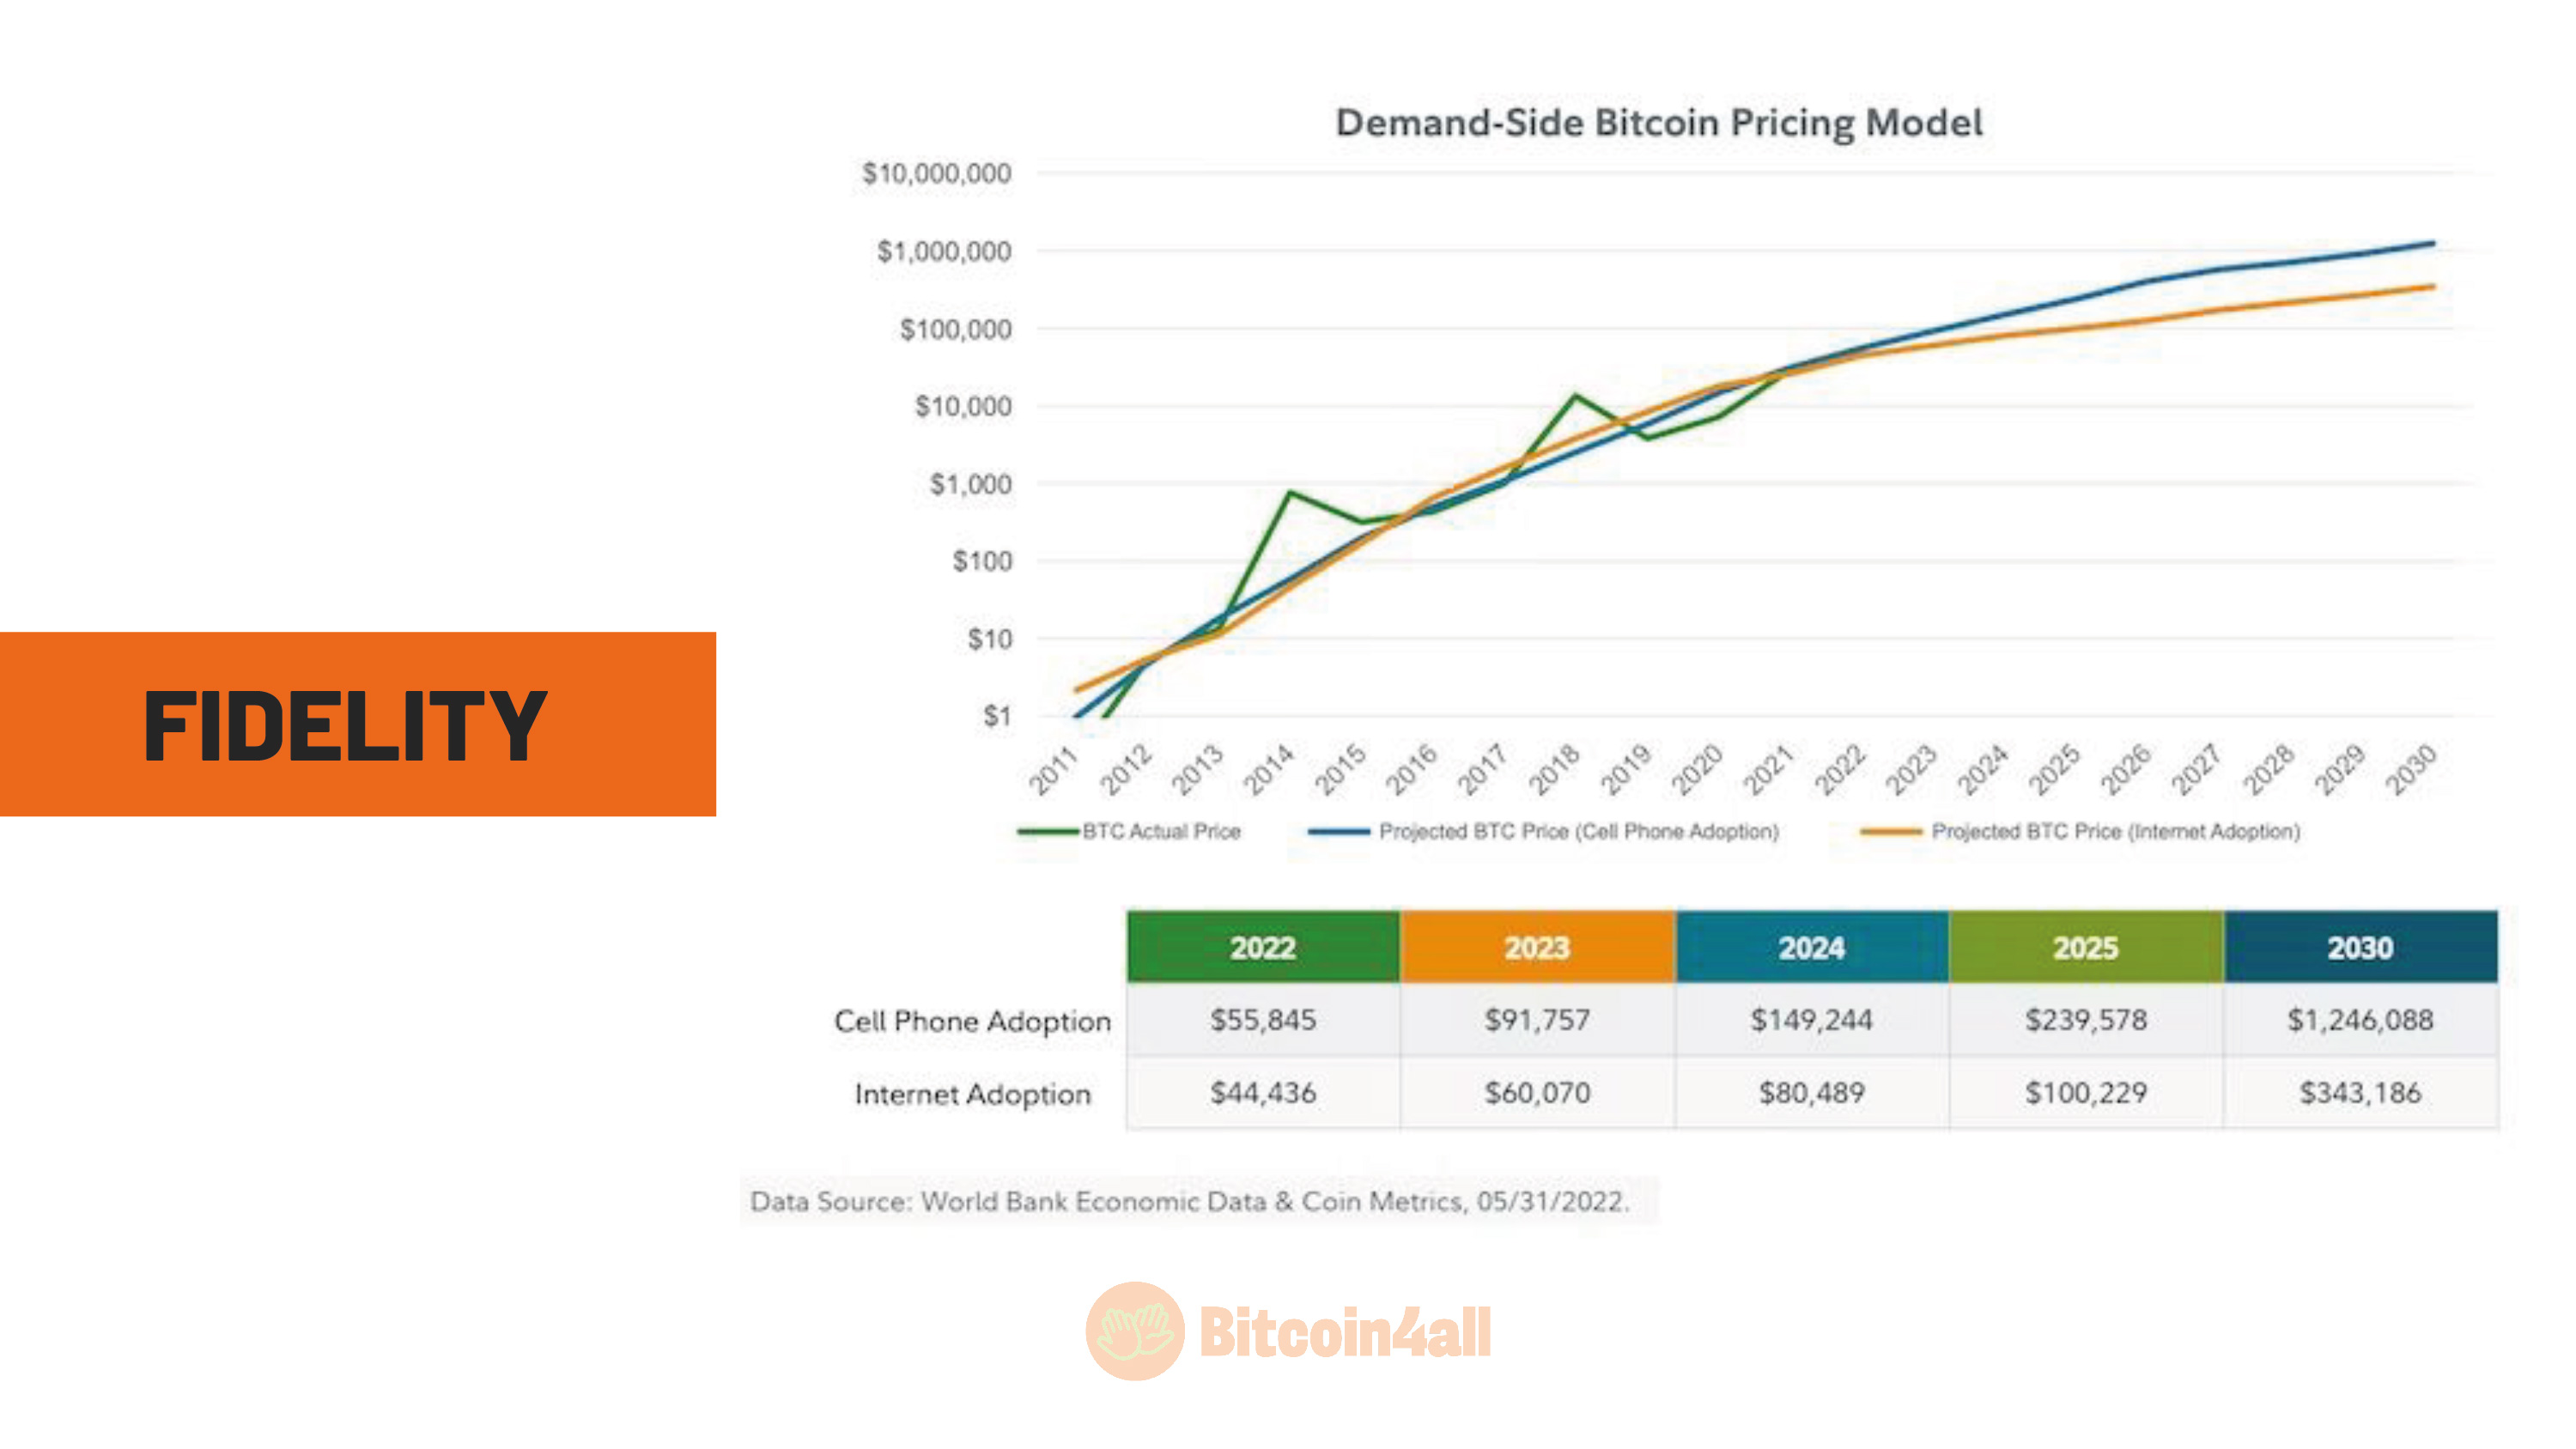 FIDELITY
Demand-Side Bitcoin Pricing Model
$10,000,000
$1,000,000
$100,000
$10,000
$1,000
$100
$10
$1
2011 2012 2013 2014 2015 2016 2017 2018 2019 2020 2021 2022 2023 2024 2025 2026 2027 2028 2029 2030
BTC Actual Price Projected BTC Price (Cell Phone Adoption) Projected BTC Price (Internet Adoption)
2022 2023 2024 2025 2030
Cell Phone Adoption $55,845 $91,757 $149,244 $239,578 $1,246,088
Internet Adoption $44,436 $60,070 $80,489 $100,229 $343,186
Data Source: World Bank Economic Data & Coin Metrics, 05/31/2022.
Bitcoin4all